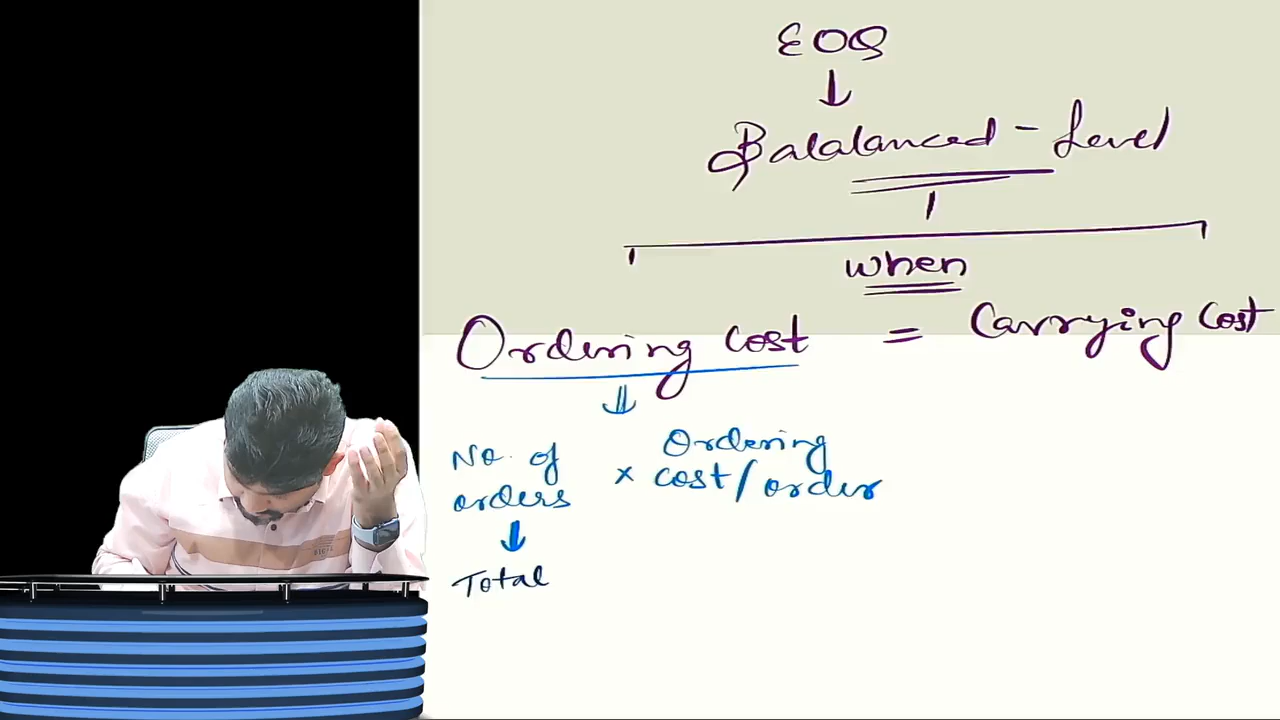 EOQ
↓
Balalanced - Level
when
Ordering cost = Carrying Cost
⇓
No. of orders × Ordering cost/order
↓
Total